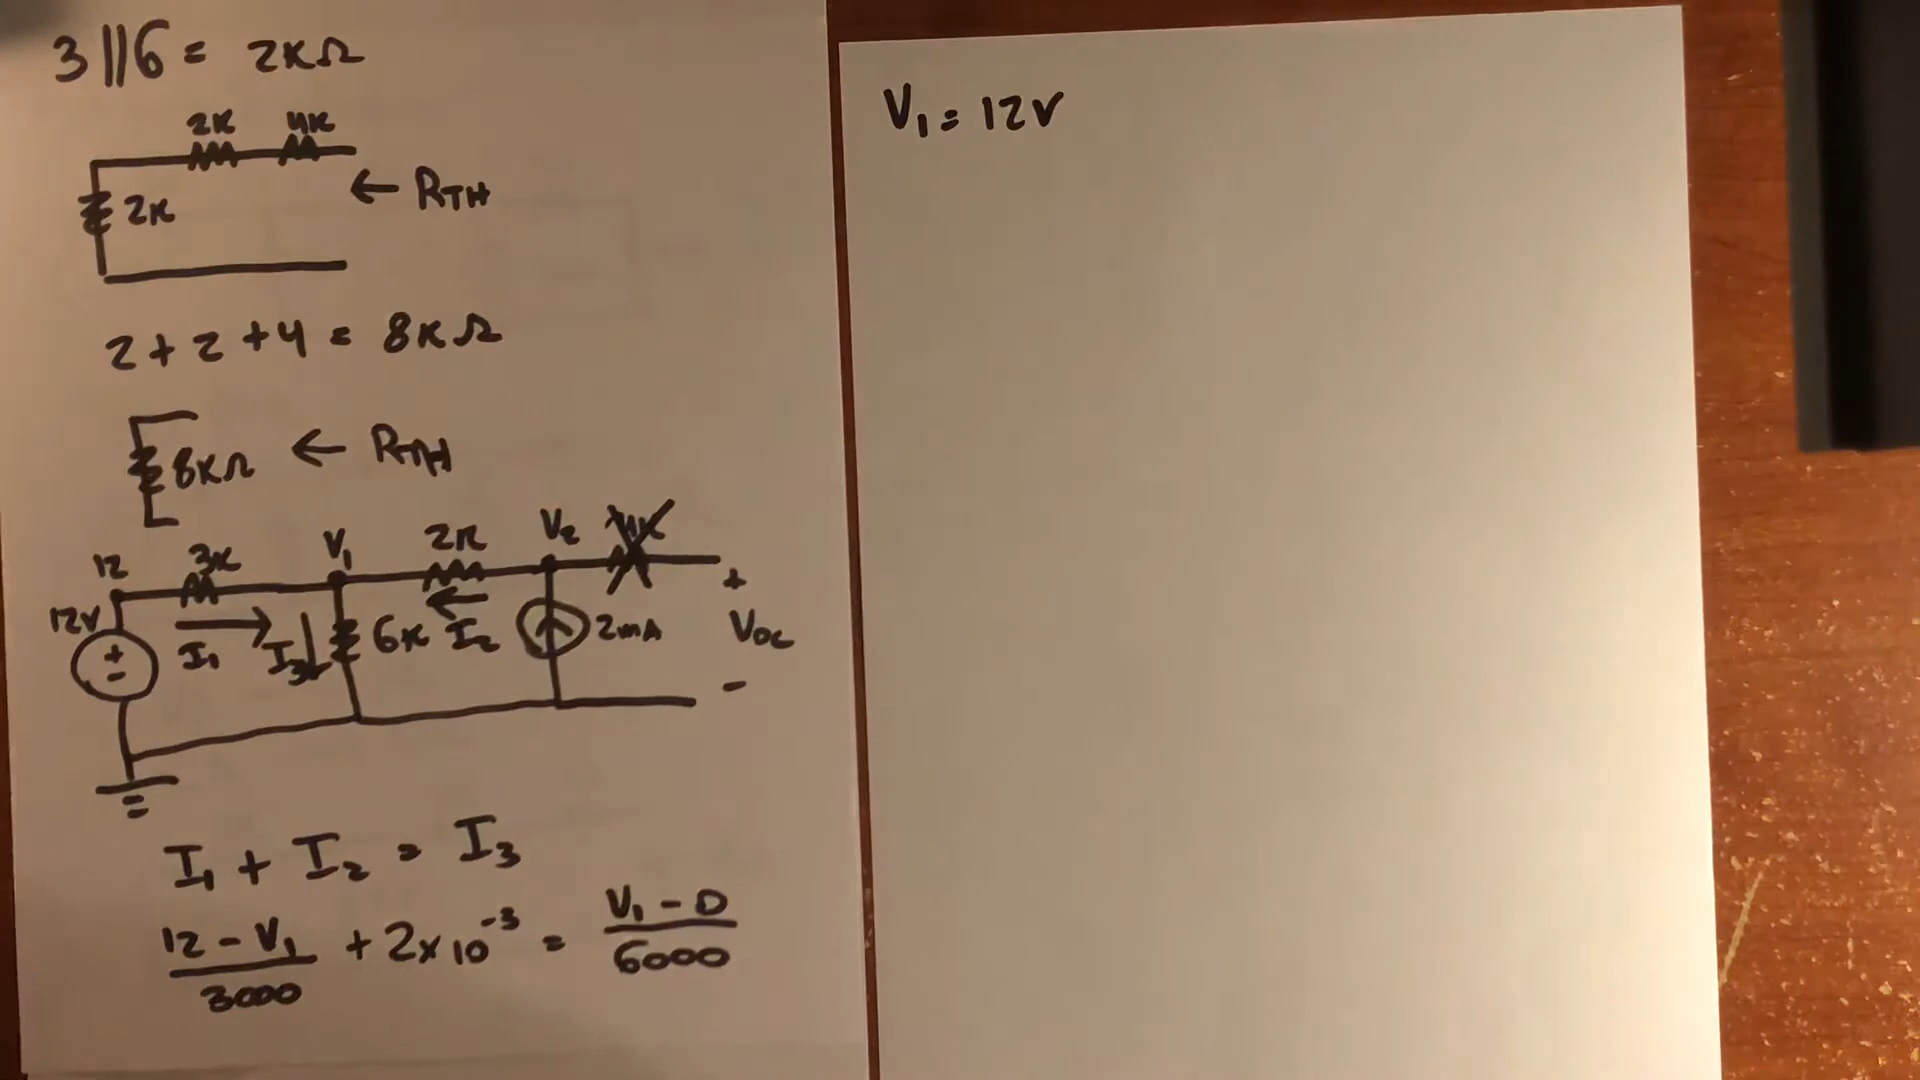 3||6 = 2KΩ
2K 4K
2K ← RTH
2 + 2 + 4 = 8KΩ
8KΩ ← RTH
12 3K V1 2K V2
12V + - I1 I3 6K I2 2mA + VOC -
I1 + I2 = I3
12 - V1 / 3000 + 2x10^-3 = V1 - 0 / 6000
V1 = 12V